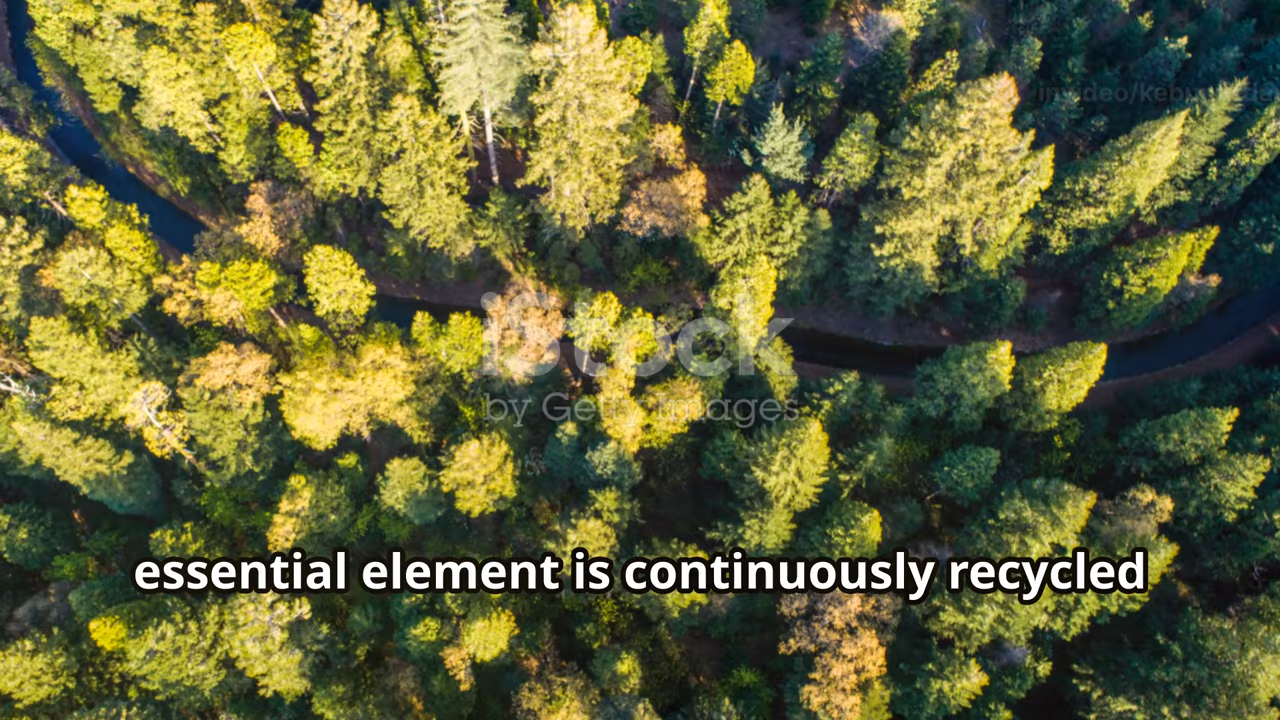 iStock
by Getty Images
essential element is continuously recycled